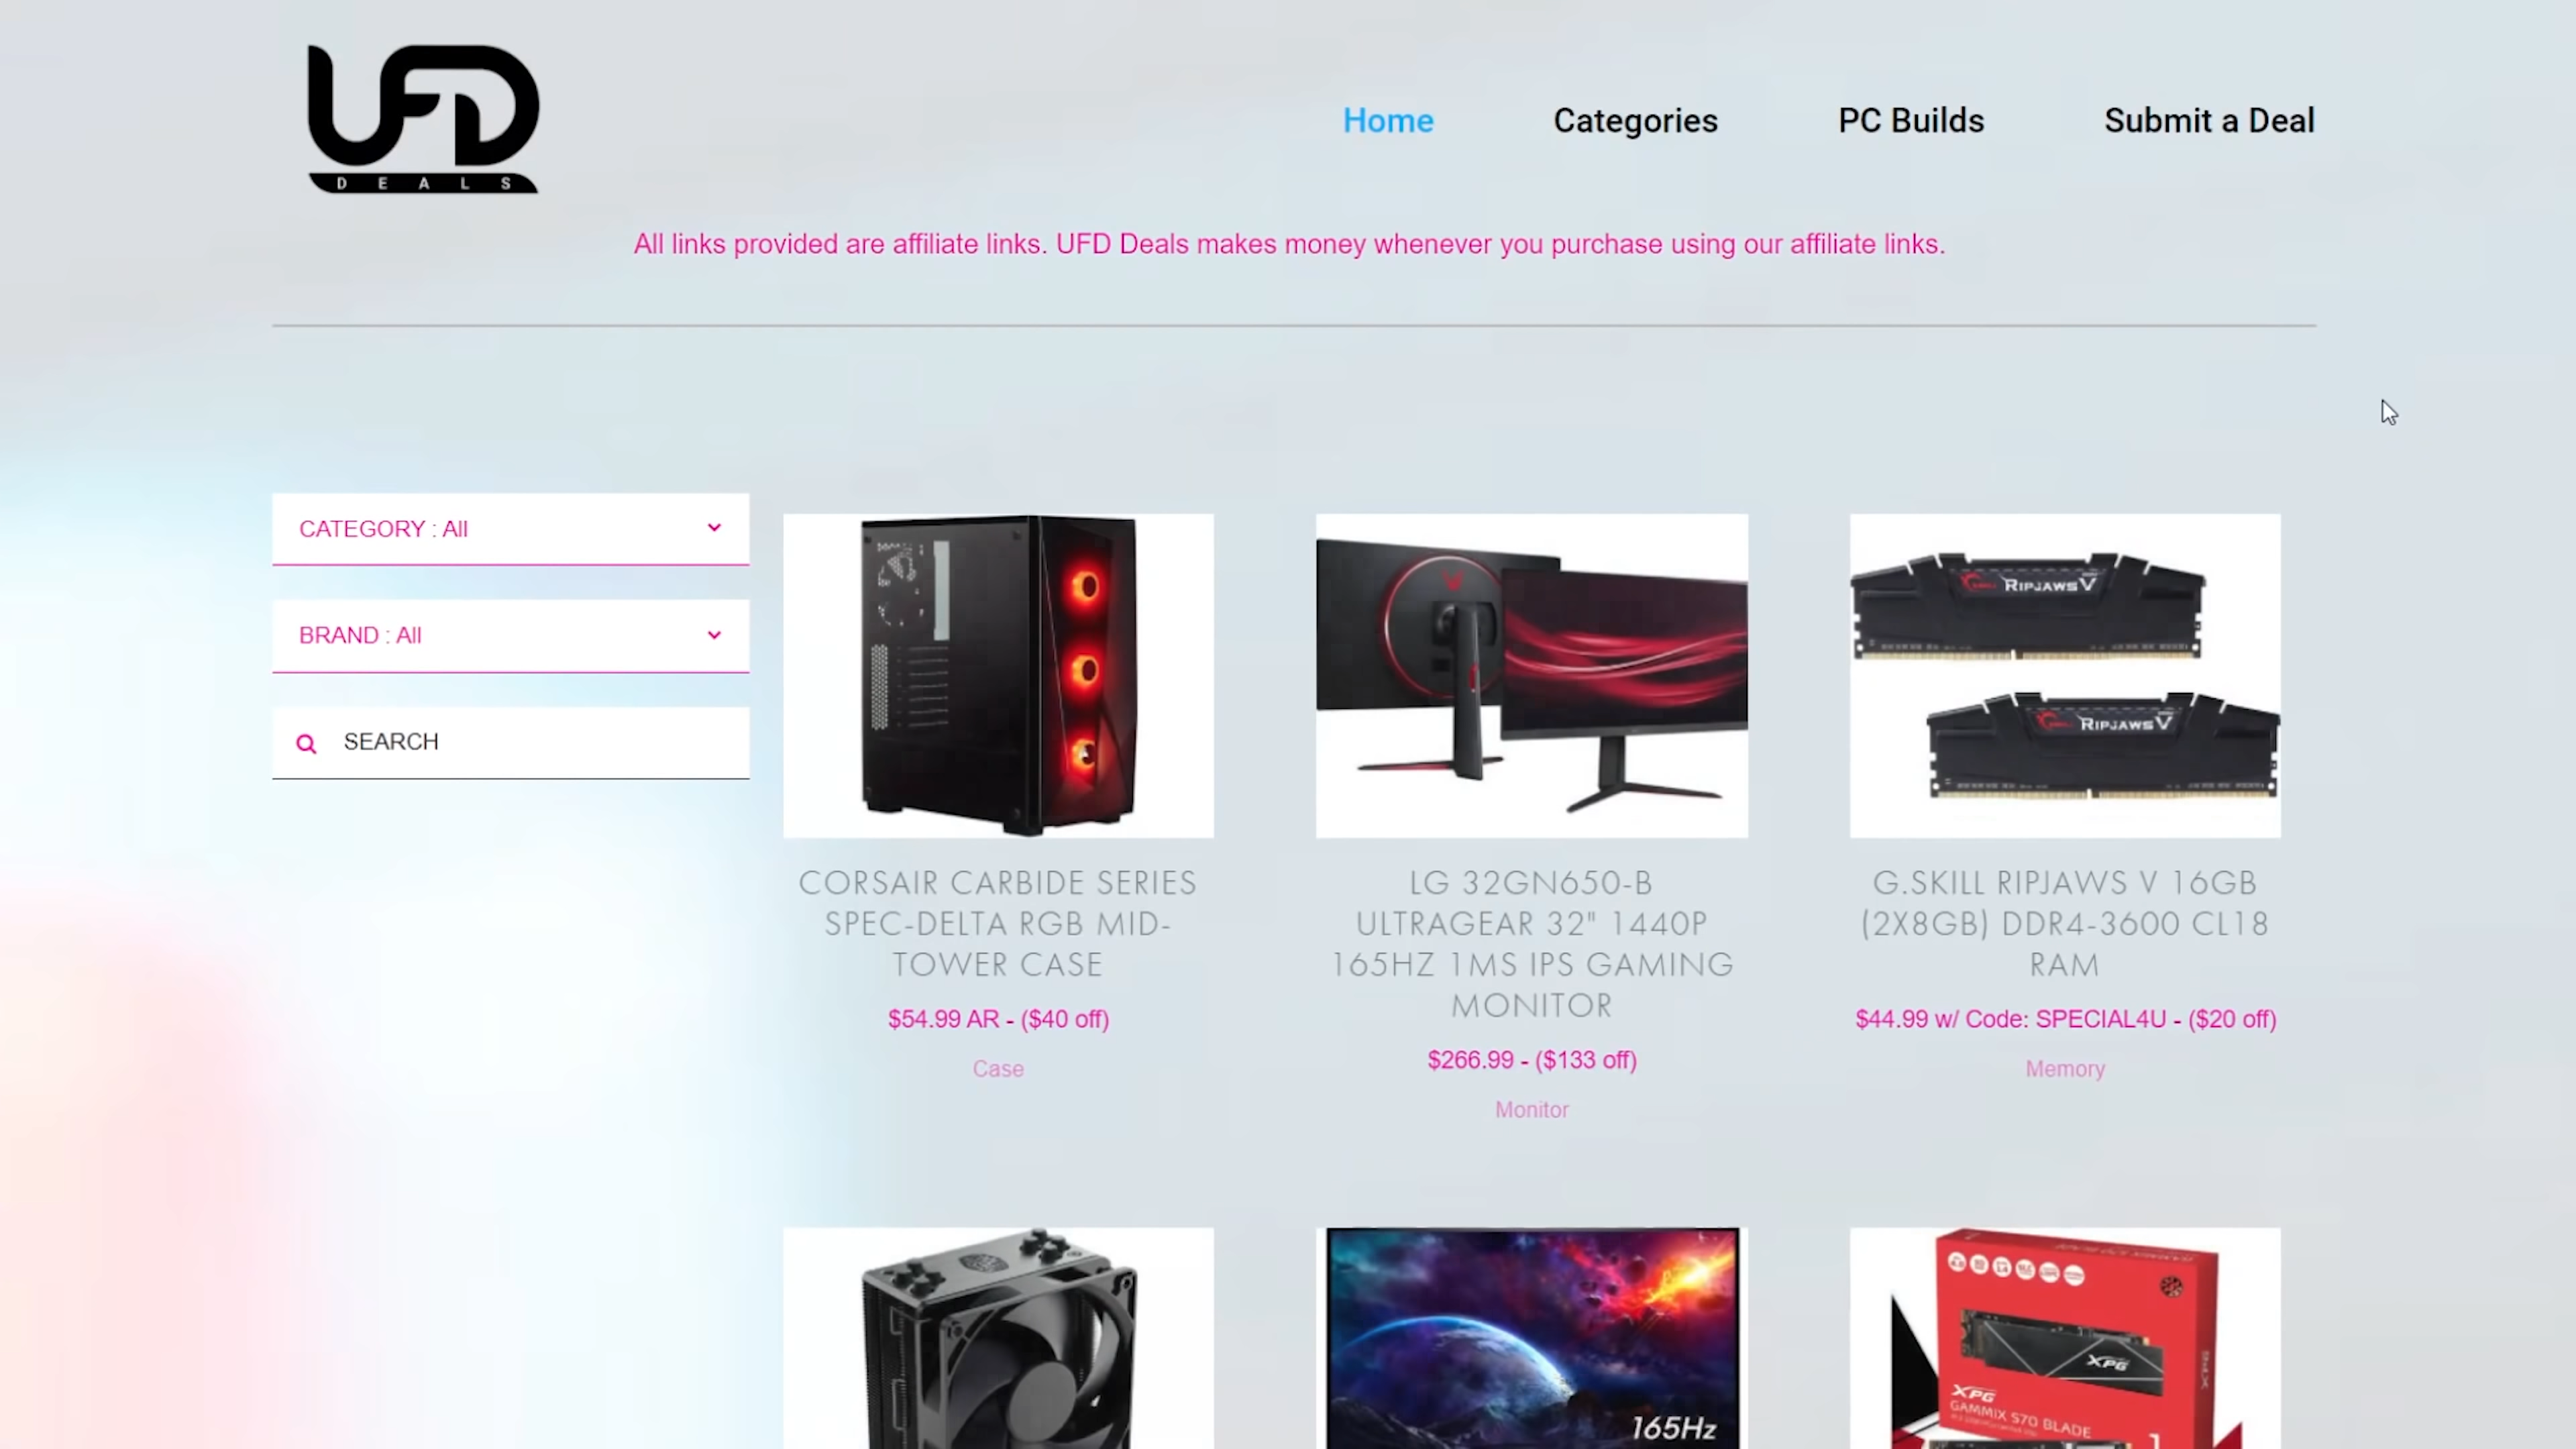 UFD
DEALS
Home
Categories
PC Builds
Submit a Deal
All links provided are affiliate links. UFD Deals makes money whenever you purchase using our affiliate links.
CATEGORY : All
BRAND : All
SEARCH
RIPJAWS V
RIPJAWS V
CORSAIR CARBIDE SERIES
SPEC-DELTA RGB MID-
TOWER CASE
$54.99 AR - ($40 off)
Case
LG 32GN650-B
ULTRAGEAR 32" 1440P
165HZ 1MS IPS GAMING
MONITOR
$266.99 - ($133 off)
Monitor
G.SKILL RIPJAWS V 16GB
(2X8GB) DDR4-3600 CL18
RAM
$44.99 w/ Code: SPECIAL4U - ($20 off)
Memory
165Hz
XPG
XPG
GAMMIX S70 BLADE